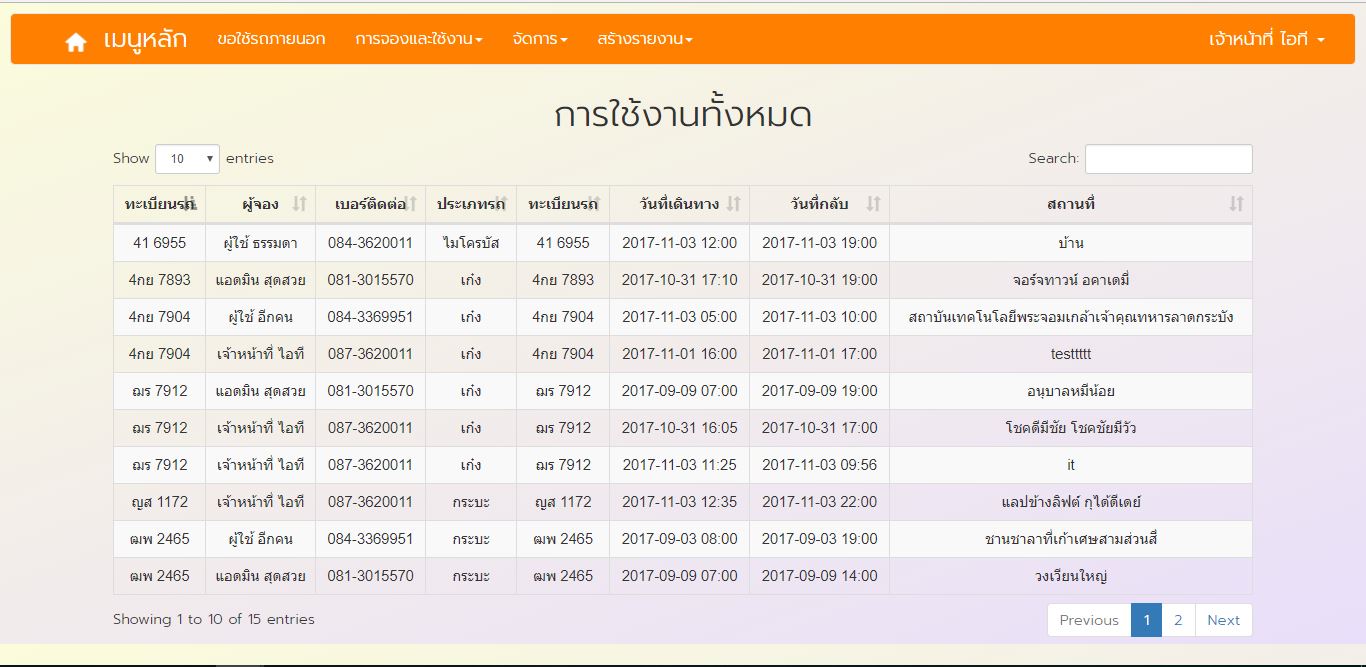 เมนูหลัก ขอใช้รถภายนอก การจองและใช้งาน จัดการ สร้างรายงาน เจ้าหน้าที่ ไอที
การใช้งานทั้งหมด
Show 10 entries Search:
ทะเบียนรถ ผู้จอง เบอร์ติดต่อ ประเภทรถ ทะเบียนรถ วันที่เดินทาง วันที่กลับ สถานที่
41 6955 ผู้ใช้ ธรรมดา 084-3620011 ไมโครบัส 41 6955 2017-11-03 12:00 2017-11-03 19:00 บ้าน
4กย 7893 แอดมิน สุดสวย 081-3015570 เก๋ง 4กย 7893 2017-10-31 17:10 2017-10-31 19:00 จอร์จทาวน์ อคาเดมี่
4กย 7904 ผู้ใช้ อีกคน 084-3369951 เก๋ง 4กย 7904 2017-11-03 05:00 2017-11-03 10:00 สถาบันเทคโนโลยีพระจอมเกล้าเจ้าคุณทหารลาดกระบัง
4กย 7904 เจ้าหน้าที่ ไอที 087-3620011 เก๋ง 4กย 7904 2017-11-01 16:00 2017-11-01 17:00 testtttt
ฌร 7912 แอดมิน สุดสวย 081-3015570 เก๋ง ฌร 7912 2017-09-09 07:00 2017-09-09 19:00 อนุบาลหมีน้อย
ฌร 7912 เจ้าหน้าที่ ไอที 087-3620011 เก๋ง ฌร 7912 2017-10-31 16:05 2017-10-31 17:00 โชคดีมีชัย โชคชัยมีวัว
ฌร 7912 เจ้าหน้าที่ ไอที 087-3620011 เก๋ง ฌร 7912 2017-11-03 11:25 2017-11-03 09:56 it
ญส 1172 เจ้าหน้าที่ ไอที 087-3620011 กระบะ ญส 1172 2017-11-03 12:35 2017-11-03 22:00 แลปข้างลิฟต์ กุได้ดีเดย์
ฒพ 2465 ผู้ใช้ อีกคน 084-3369951 กระบะ ฒพ 2465 2017-09-03 08:00 2017-09-03 19:00 ชานชาลาที่เก้าเศษสามส่วนสี่
ฒพ 2465 แอดมิน สุดสวย 081-3015570 กระบะ ฒพ 2465 2017-09-09 07:00 2017-09-09 14:00 วงเวียนใหญ่
Showing 1 to 10 of 15 entries Previous 1 2 Next